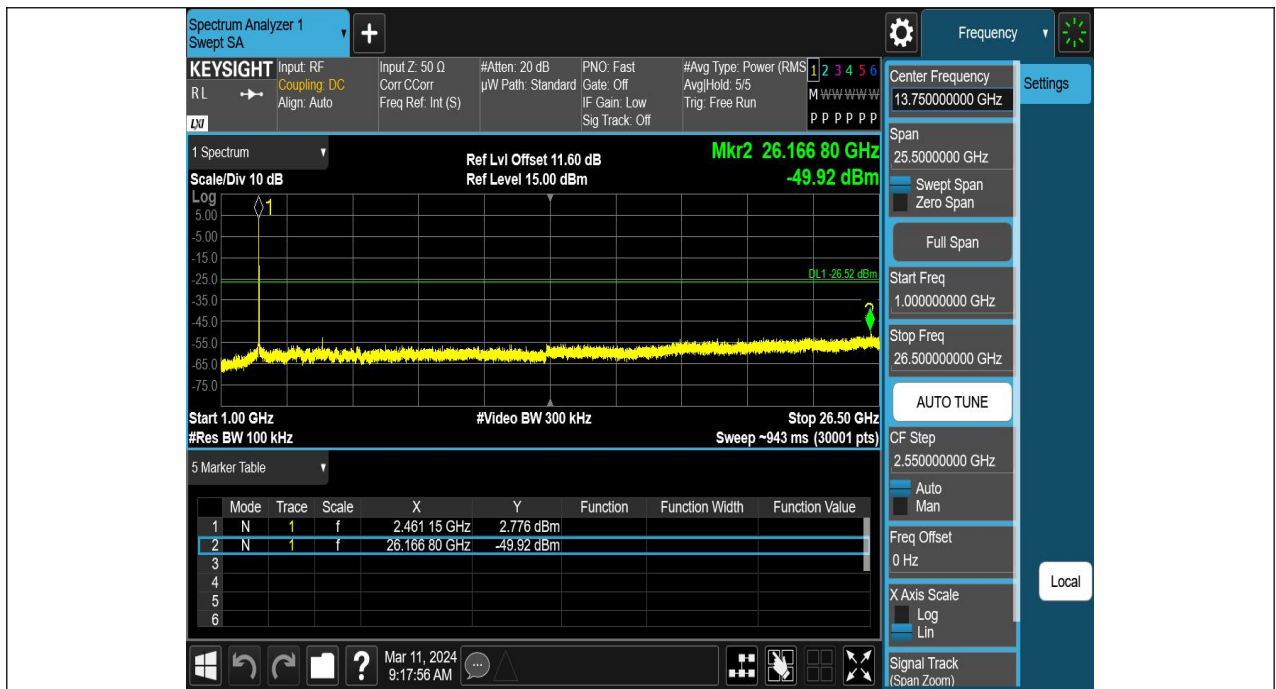 Spectrum Analyzer 1
Swept SA
+
Frequency
KEYSIGHT
R L
LXI
Input: RF
Coupling: DC
Align: Auto
Input Z: 50 Ω
Corr CCorr
Freq Ref: Int (S)
#Atten: 20 dB
µW Path: Standard
PNO: Fast
Gate: Off
IF Gain: Low
Sig Track: Off
#Avg Type: Power (RMS
Avg|Hold: 5/5
Trig: Free Run
1 2 3 4 5 6
M W W W W W
P P P P P P
1 Spectrum
Scale/Div 10 dB
Ref Lvl Offset 11.60 dB
Ref Level 15.00 dBm
Mkr2 26.166 80 GHz
-49.92 dBm
Log
5.00
-5.00
-15.0
-25.0
-35.0
-45.0
-55.0
-65.0
-75.0
1
DL1 -26.52 dBm
Start 1.00 GHz
#Res BW 100 kHz
#Video BW 300 kHz
Stop 26.50 GHz
Sweep ~943 ms (30001 pts)
5 Marker Table
Mode Trace Scale X Y Function Function Width Function Value
1 N 1 f 2.461 15 GHz 2.776 dBm
2 N 1 f 26.166 80 GHz -49.92 dBm
3
4
5
6
?
Mar 11, 2024
9:17:56 AM
Center Frequency
13.750000000 GHz
Settings
Span
25.5000000 GHz
Swept Span
Zero Span
Full Span
Start Freq
1.000000000 GHz
Stop Freq
26.500000000 GHz
AUTO TUNE
CF Step
2.550000000 GHz
Auto
Man
Freq Offset
0 Hz
X Axis Scale
Log
Lin
Local
Signal Track
(Span Zoom)